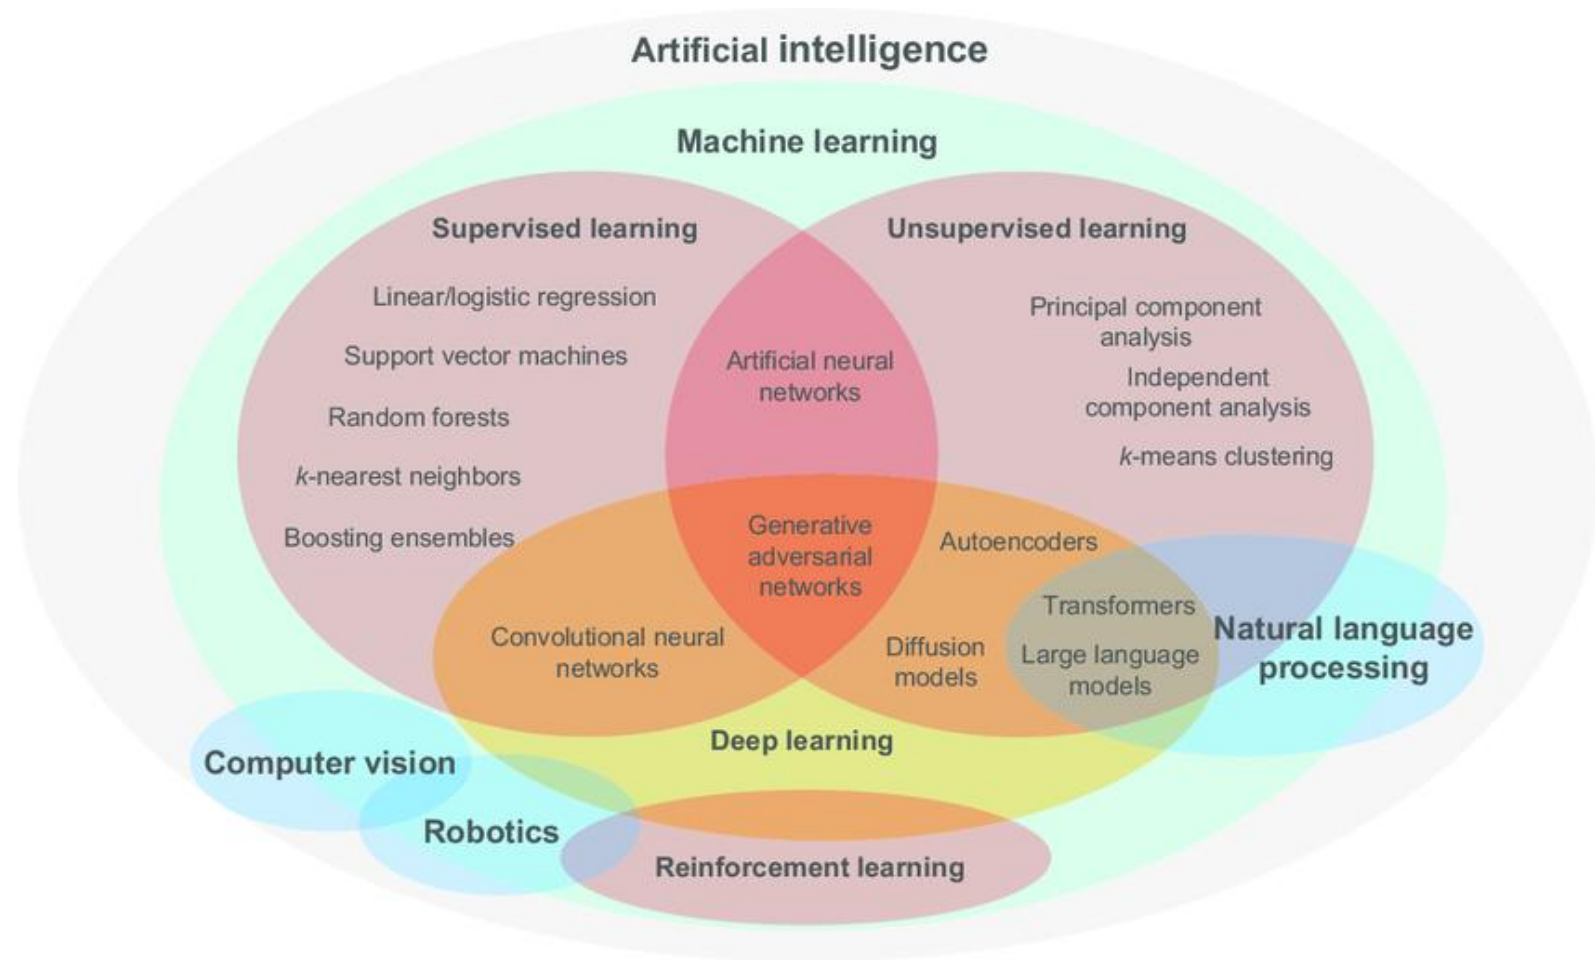 Artificial intelligence
Machine learning
Supervised learning
Unsupervised learning
Linear/logistic regression
Support vector machines
Random forests
k-nearest neighbors
Boosting ensembles
Artificial neural
networks
Principal component
analysis
Independent
component analysis
k-means clustering
Generative
adversarial
networks
Autoencoders
Convolutional neural
networks
Diffusion
models
Transformers
Large language
models
Natural language
processing
Deep learning
Computer vision
Robotics
Reinforcement learning